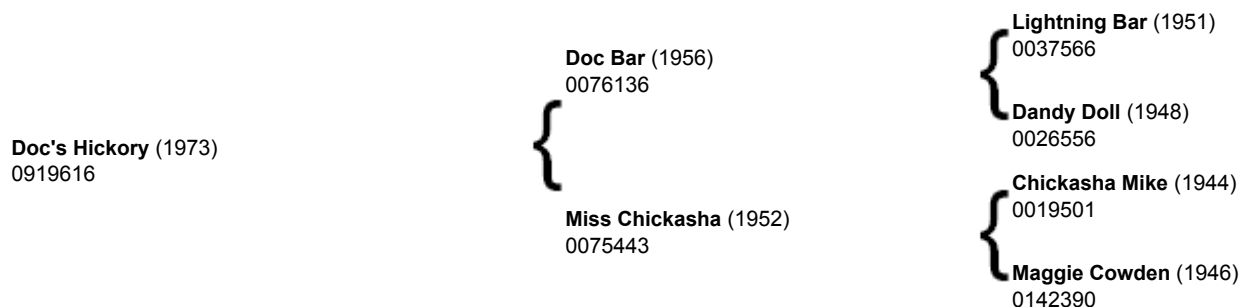 Doc's Hickory (1973)
0919616
Doc Bar (1956)
0076136
Miss Chickasha (1952)
0075443
Lightning Bar (1951)
0037566
Dandy Doll (1948)
0026556
Chickasha Mike (1944)
0019501
Maggie Cowden (1946)
0142390